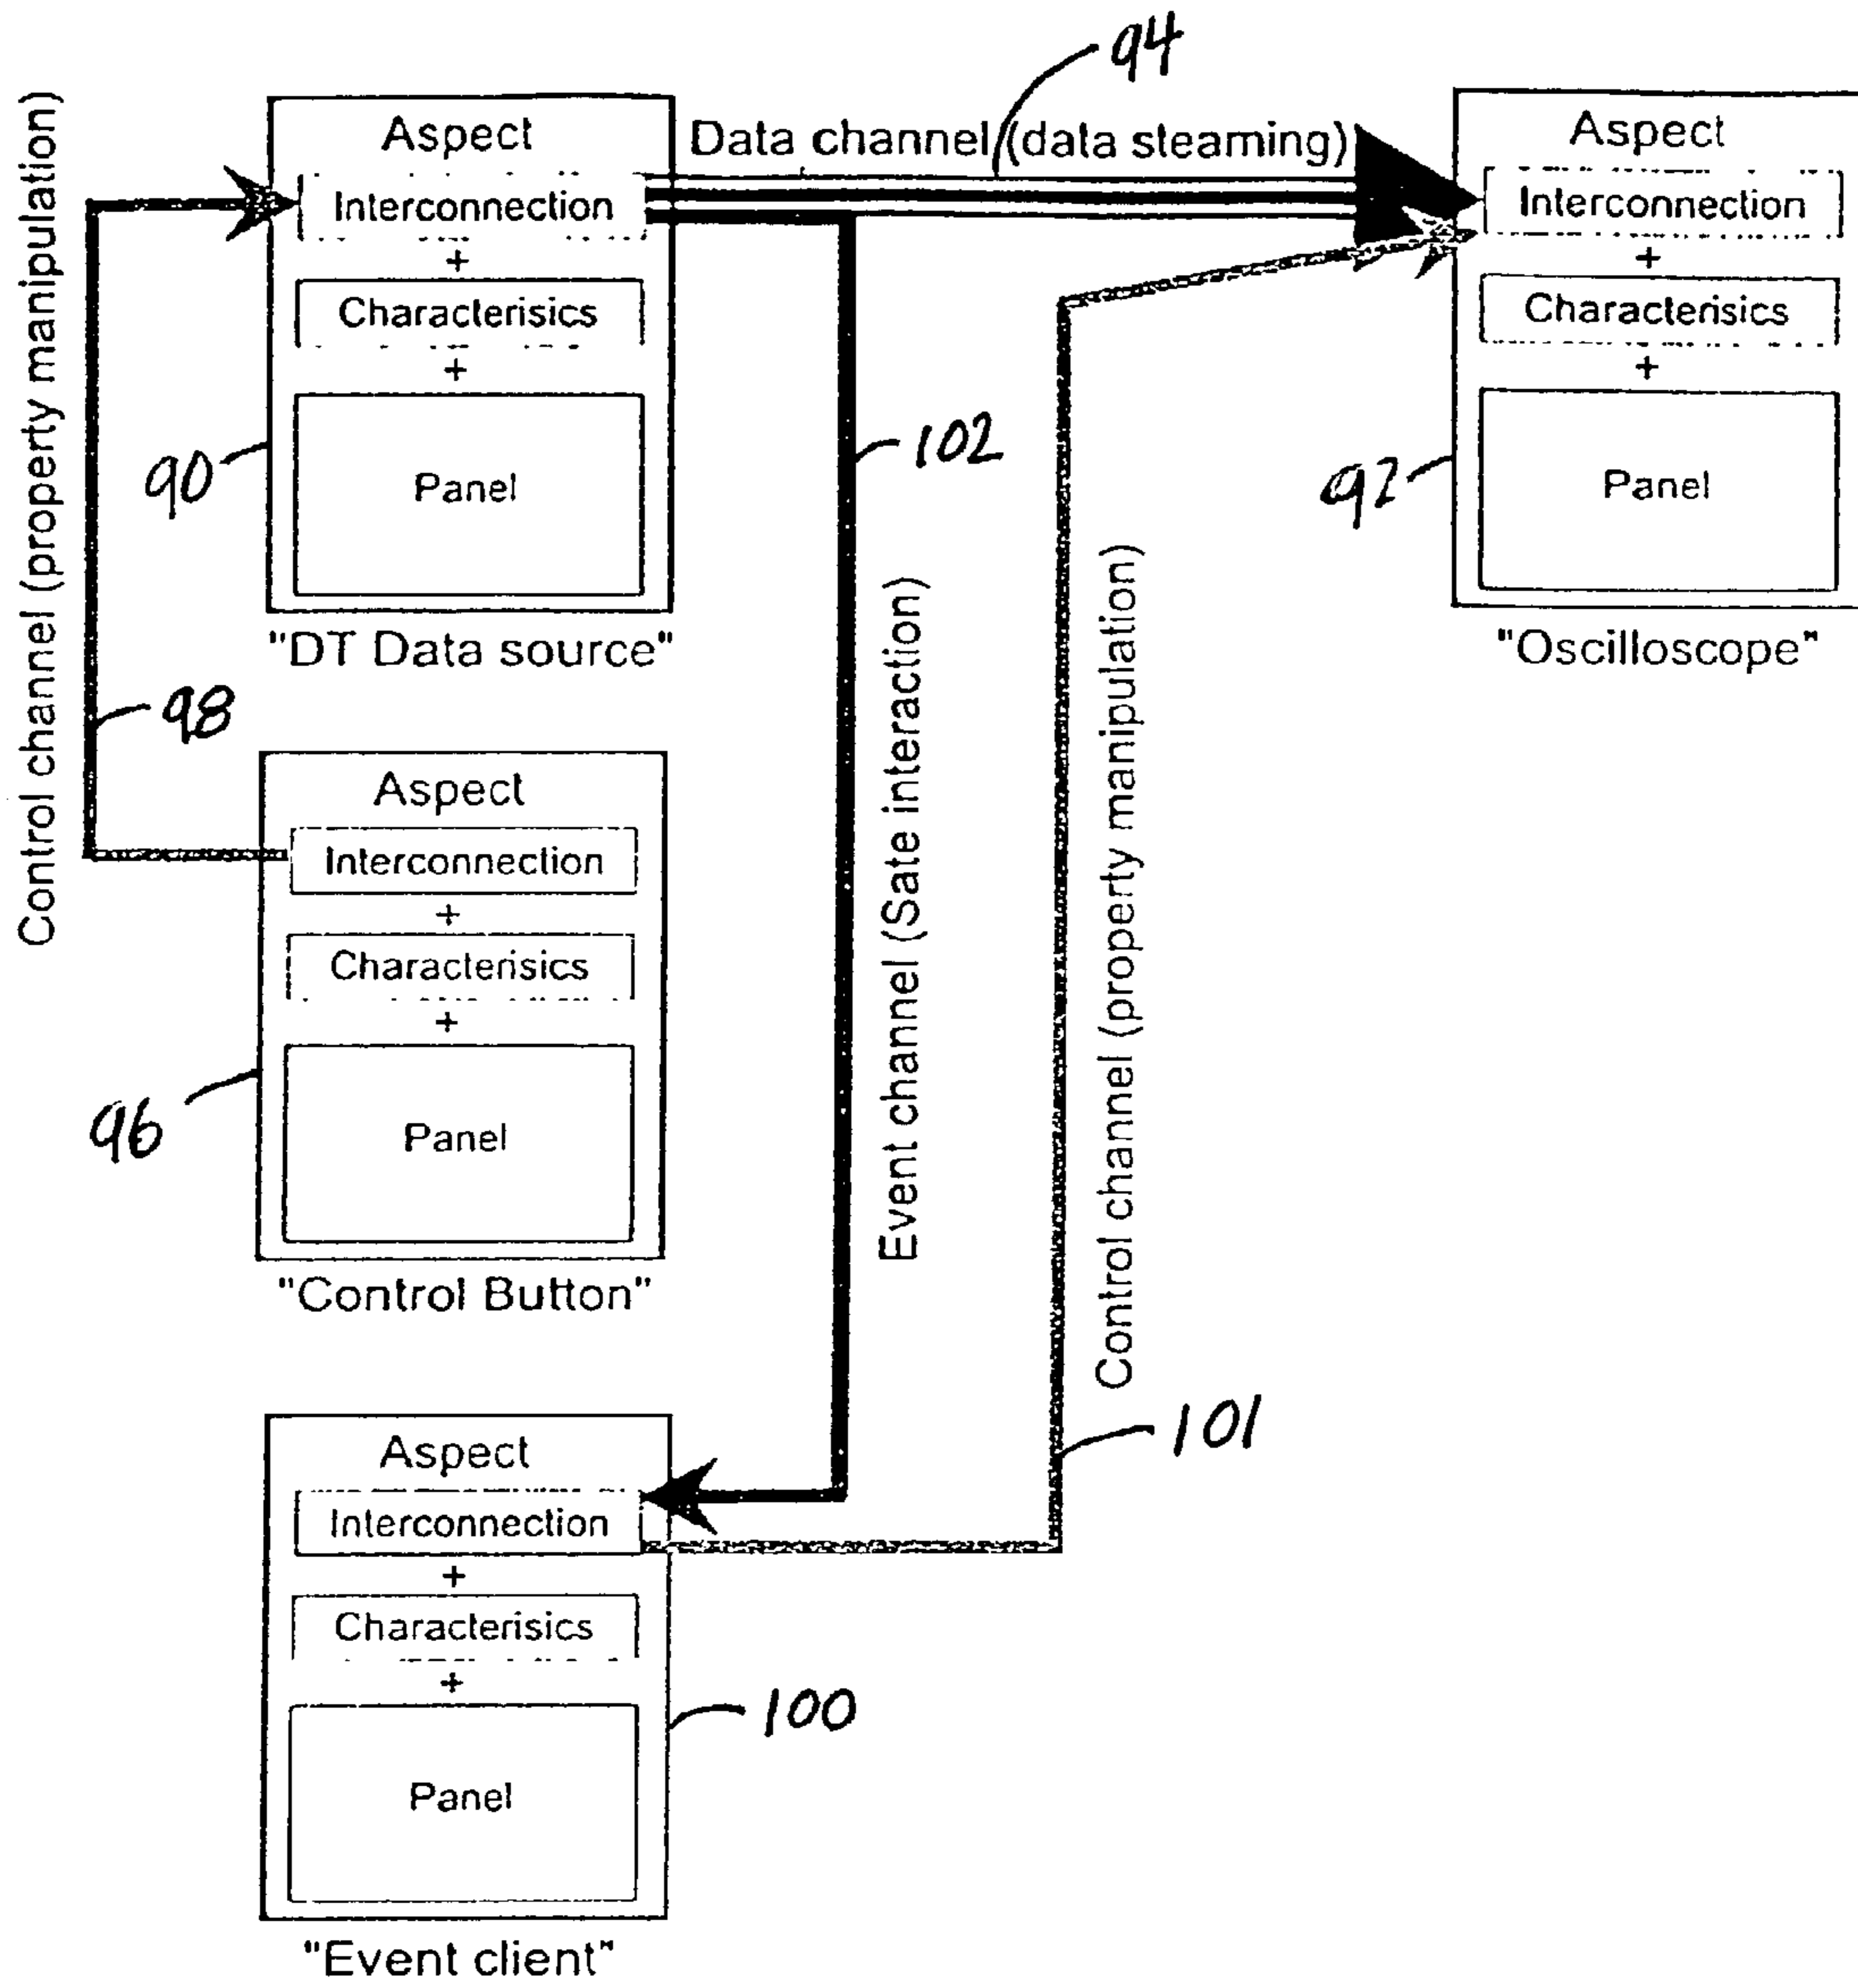 94
Aspect
Data channel (data steaming)
Aspect
Interconnection
Interconnection
+
+
Characterisics
Characterisics
+
+
Panel
Panel
90
102
92
"DT Data source"
"Oscilloscope"
Control channel (property manipulation)
98
Event channel (Sate interaction)
Control channel (property manipulation)
Aspect
Interconnection
+
Characterisics
+
Panel
96
"Control Button"
101
Aspect
Interconnection
+
Characterisics
+
Panel
100
"Event client"